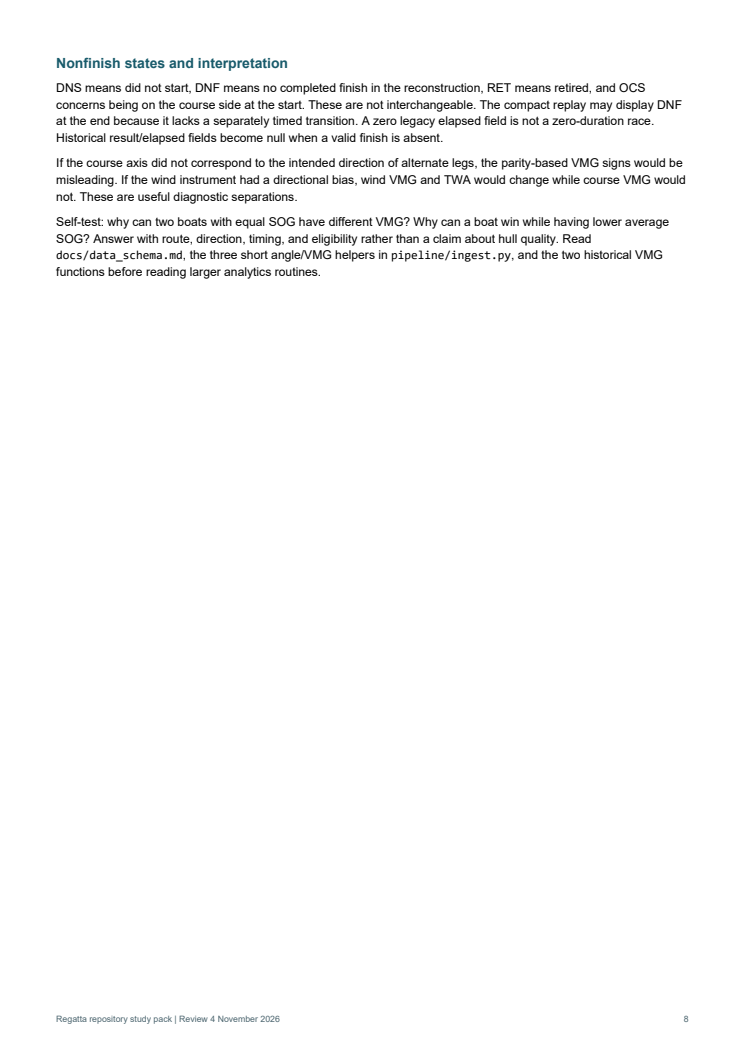 Nonfinish states and interpretation
DNS means did not start, DNF means no completed finish in the reconstruction, RET means retired, and OCS
concerns being on the course side at the start. These are not interchangeable. The compact replay may display DNF
at the end because it lacks a separately timed transition. A zero legacy elapsed field is not a zero-duration race.
Historical result/elapsed fields become null when a valid finish is absent.
If the course axis did not correspond to the intended direction of alternate legs, the parity-based VMG signs would be
misleading. If the wind instrument had a directional bias, wind VMG and TWA would change while course VMG would
not. These are useful diagnostic separations.
Self-test: why can two boats with equal SOG have different VMG? Why can a boat win while having lower average
SOG? Answer with route, direction, timing, and eligibility rather than a claim about hull quality. Read
docs/data_schema.md, the three short angle/VMG helpers in pipeline/ingest.py, and the two historical VMG
functions before reading larger analytics routines.
Regatta repository study pack | Review 4 November 2026
8